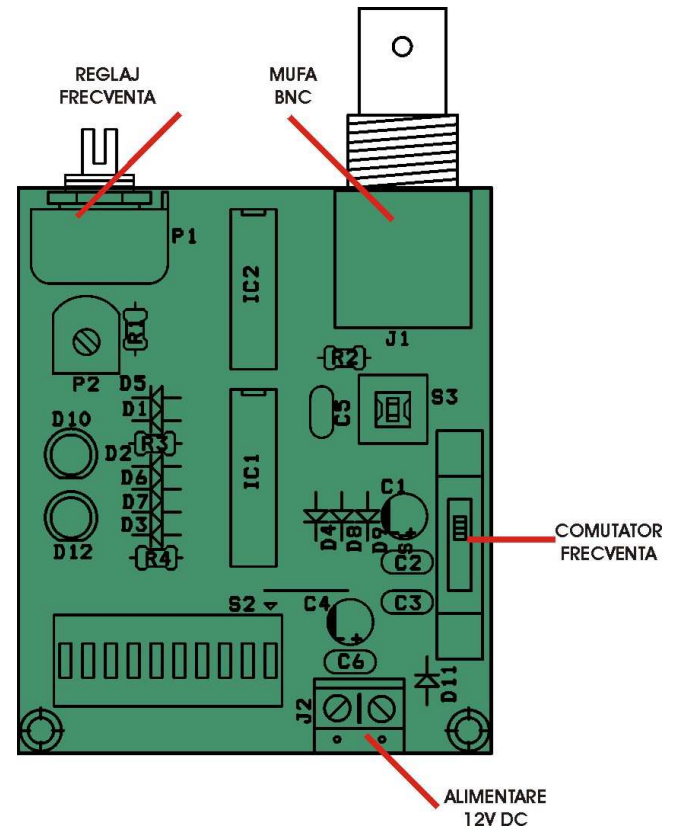 REGLAJ
FRECVENTA
MUFA
BNC
P1
IC2
J1
R1
R2
P2
D5
D1
S3
D10
C5
D2
R3
D6
IC1
D7
C1
D3
D12
R4
D4
D8
D9
S
C2
COMUTATOR
FRECVENTA
S2
C4
C3
- +
C6
D11
J2
ALIMENTARE
12V DC